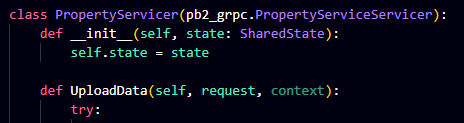 class PropertyServicer(pb2_grpc.PropertyServiceServicer):
    def __init__(self, state: SharedState):
        self.state = state

    def UploadData(self, request, context):
        try: